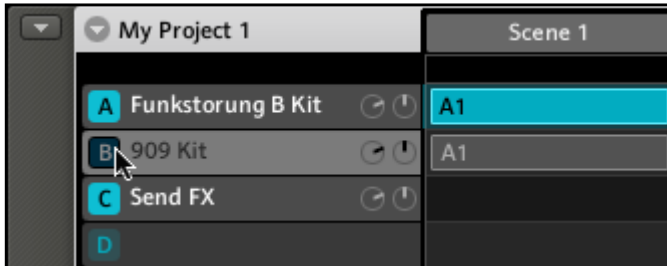 My Project 1 Scene 1
A Funkstorung B Kit A1
B 909 Kit A1
C Send FX
D